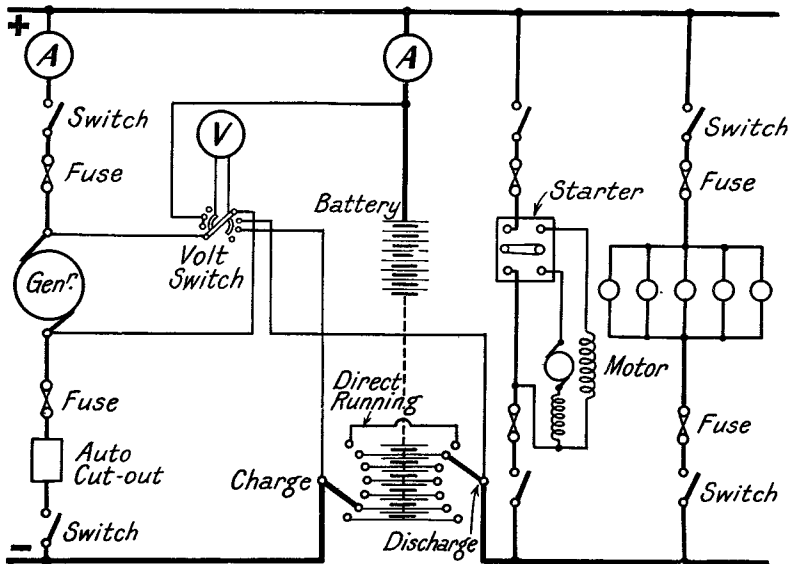 +
A
A
Switch
Fuse
V
Volt
Switch
Battery
Starter
Switch
Fuse
Genr.
Motor
Direct
Running
Fuse
Auto
Cut-out
Charge
Discharge
Fuse
Switch
Switch
–